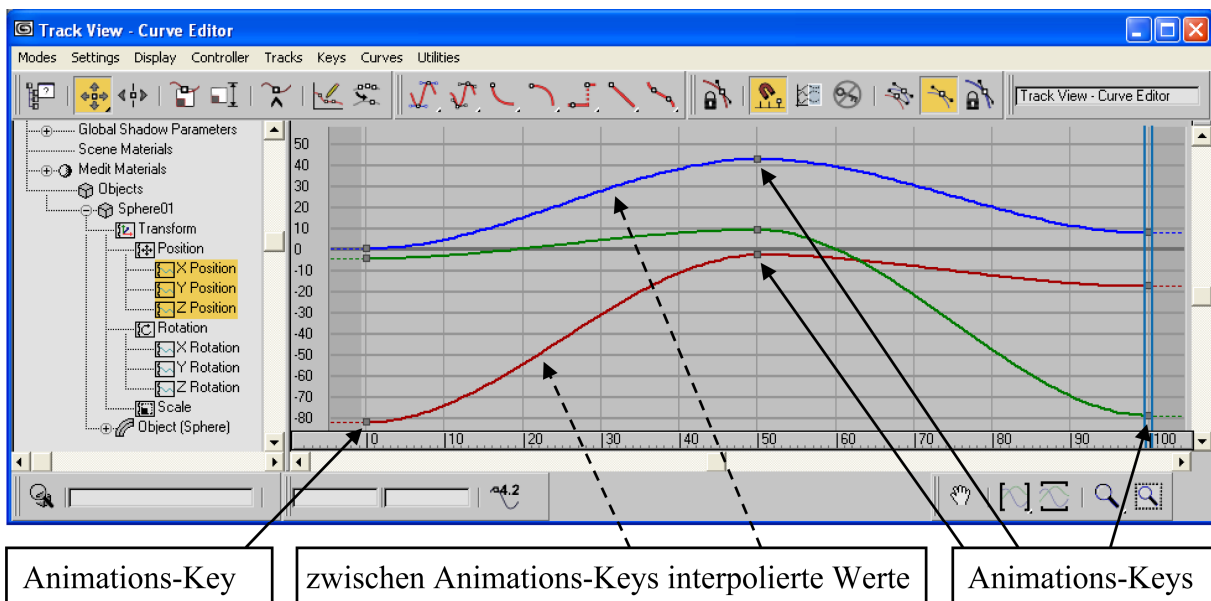 Track View - Curve Editor
Modes Settings Display Controller Tracks Keys Curves Utilities
Track View - Curve Editor
Global Shadow Parameters
Scene Materials
Medit Materials
Objects
Sphere01
Transform
Position
X Position
Y Position
Z Position
Rotation
X Rotation
Y Rotation
Z Rotation
Scale
Object (Sphere)
50
40
30
20
10
0
-10
-20
-30
-40
-50
-60
-70
-80
0 10 20 30 40 50 60 70 80 90 100
4.2
Animations-Key
zwischen Animations-Keys interpolierte Werte
Animations-Keys